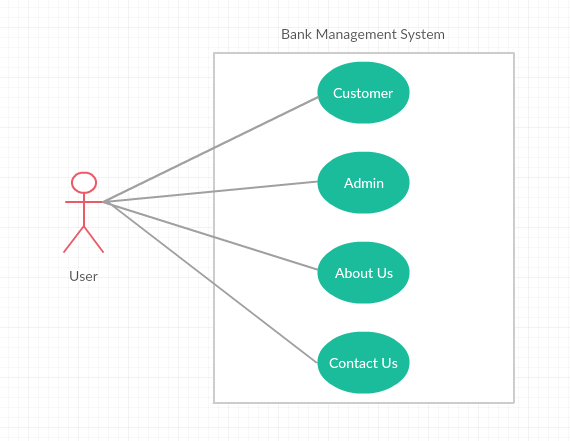 Bank Management System
Customer
Admin
About Us
User
Contact Us